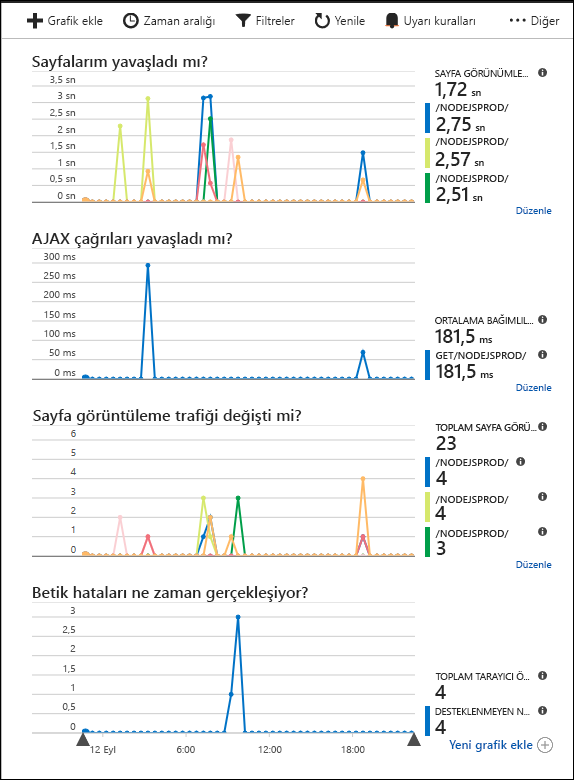 Grafik ekle Zaman aralığı Filtreler Yenile Uyarı kuralları Diğer
Sayfalarım yavaşladı mı?
3,5 sn
3 sn
2,5 sn
2 sn
1,5 sn
1 sn
0,5 sn
0 sn
SAYFA GÖRÜNÜMLE...
1,72 sn
/NODEJSPROD/
2,75 sn
/NODEJSPROD/
2,57 sn
/NODEJSPROD/
2,51 sn
Düzenle
AJAX çağrıları yavaşladı mı?
300 ms
250 ms
200 ms
150 ms
100 ms
50 ms
0 ms
ORTALAMA BAĞIMLIL...
181,5 ms
GET/NODEJSPROD/
181,5 ms
Düzenle
Sayfa görüntüleme trafiği değişti mi?
6
5
4
3
2
1
0
TOPLAM SAYFA GÖRÜ...
23
/NODEJSPROD/
4
/NODEJSPROD/
4
/NODEJSPROD/
3
Düzenle
Betik hataları ne zaman gerçekleşiyor?
3
2,5
2
1,5
1
0,5
0
TOPLAM TARAYICI Ö...
4
DESTEKLENMEYEN N...
4
12 Eyl 6:00 12:00 18:00
Yeni grafik ekle